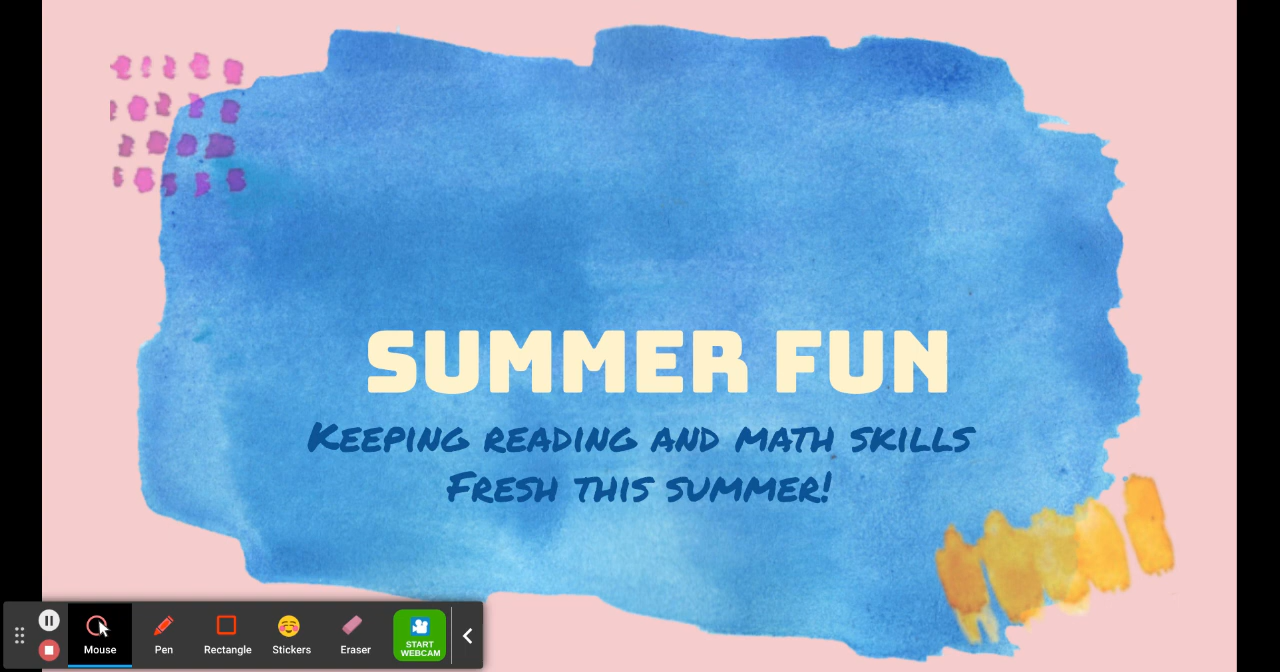 SUMMER FUN
KEEPING READING AND MATH SKILLS
FRESH THIS SUMMER!
Mouse
Pen
Rectangle
Stickers
Eraser
START
WEBCAM